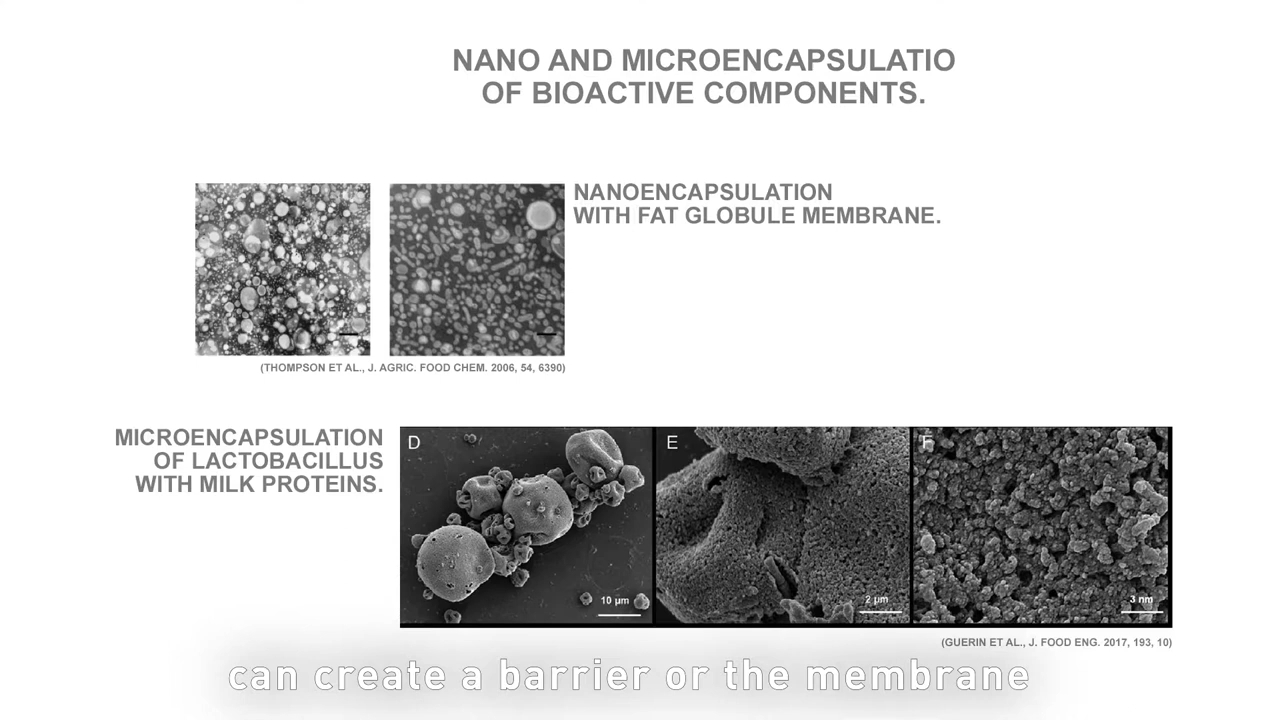 NANO AND MICROENCAPSULATIO
OF BIOACTIVE COMPONENTS.
NANOENCAPSULATION
WITH FAT GLOBULE MEMBRANE.
(THOMPSON ET AL., J. AGRIC. FOOD CHEM. 2006, 54, 6390)
MICROENCAPSULATION
OF LACTOBACILLUS
WITH MILK PROTEINS.
D
E
F
10 µm
2 µm
3 nm
(GUERIN ET AL., J. FOOD ENG. 2017, 193, 10)
can create a barrier or the membrane